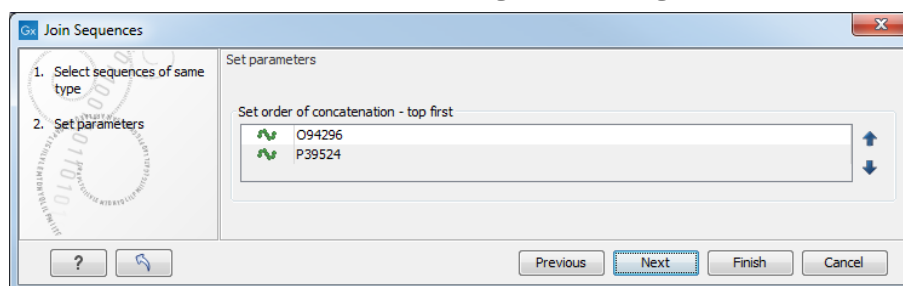 Gx Join Sequences
X
1. Select sequences of same
type
2. Set parameters
Set parameters
Set order of concatenation - top first
O94296
P39524
?
Previous
Next
Finish
Cancel